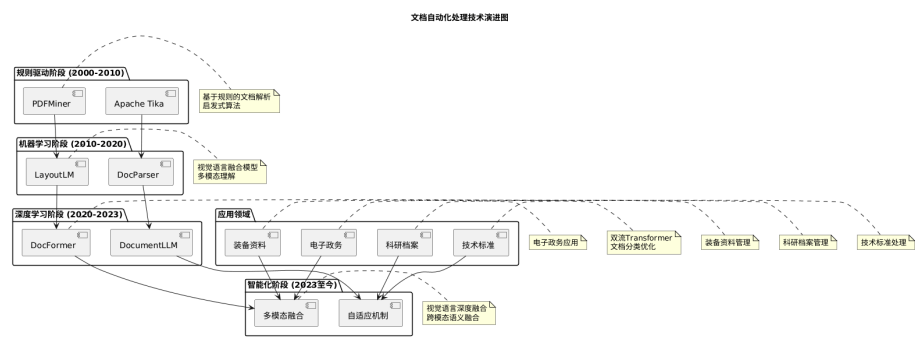 文档自动化处理技术演进图
规则驱动阶段 (2000-2010)
PDFMiner
Apache Tika
基于规则的文档解析
启发式算法
机器学习阶段 (2010-2020)
LayoutLM
DocParser
视觉语言融合模型
多模态理解
深度学习阶段 (2020-2023)
DocFormer
DocumentLLM
应用领域
装备资料
电子政务
科研档案
技术标准
电子政务应用
双流Transformer
文档分类优化
装备资料管理
科研档案管理
技术标准处理
智能化阶段 (2023至今)
多模态融合
自适应机制
视觉语言深度融合
跨模态语义融合